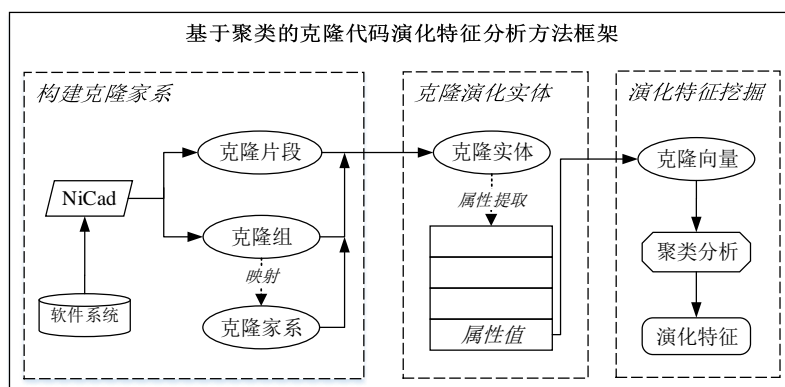 基于聚类的克隆代码演化特征分析方法框架
构建克隆家系
克隆片段
NiCad
克隆组
映射
软件系统
克隆家系
克隆演化实体
克隆实体
属性提取
属性值
演化特征挖掘
克隆向量
聚类分析
演化特征